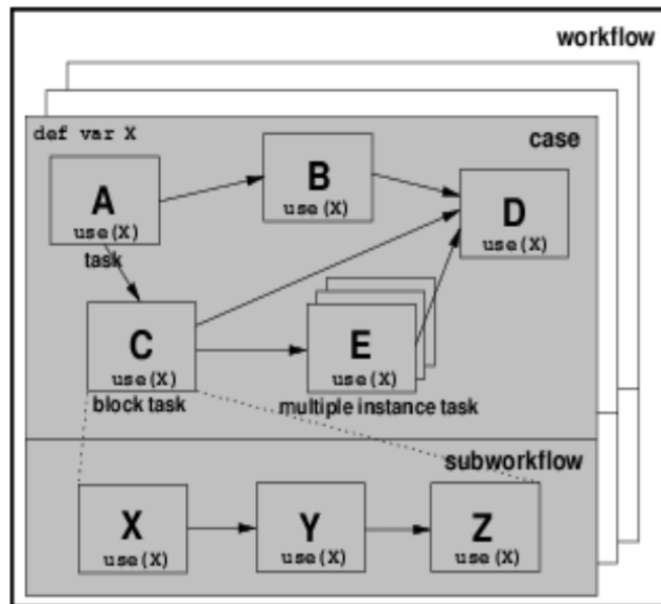 workflow
def var X
case
A
use(X)
task
B
use(X)
D
use(X)
C
use(X)
block task
E
use(X)
multiple instance task
subworkflow
X
use(X)
Y
use(X)
Z
use(X)